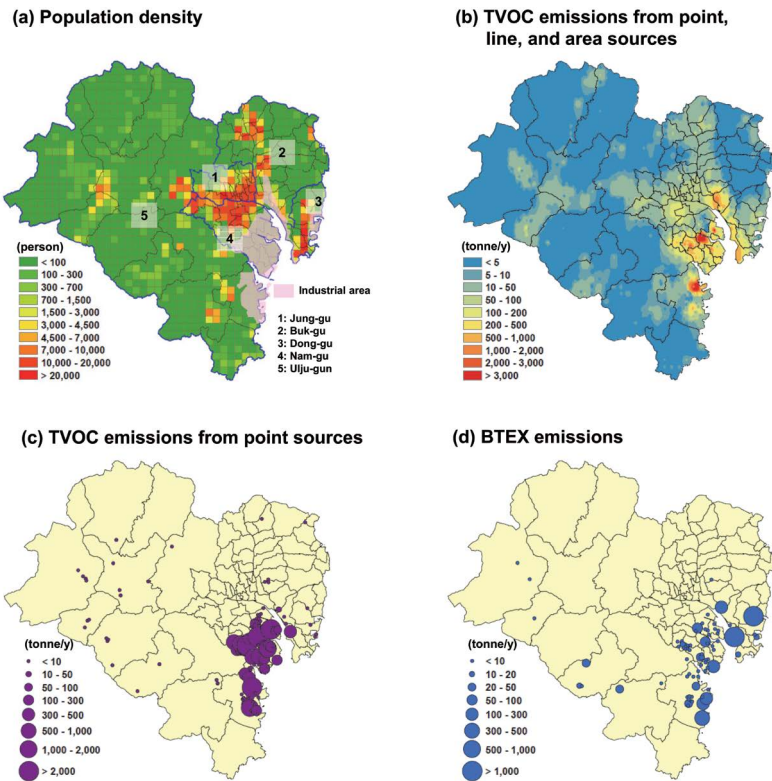 (a) Population density
1
2
3
4
5
(person)
< 100
100 - 300
300 - 700
700 - 1,500
1,500 - 3,000
3,000 - 4,500
4,500 - 7,000
7,000 - 10,000
10,000 - 20,000
> 20,000
Industrial area
1: Jung-gu
2: Buk-gu
3: Dong-gu
4: Nam-gu
5: Ulju-gun
(b) TVOC emissions from point,
line, and area sources
(tonne/y)
< 5
5 - 10
10 - 50
50 - 100
100 - 200
200 - 500
500 - 1,000
1,000 - 2,000
2,000 - 3,000
> 3,000
(c) TVOC emissions from point sources
(tonne/y)
< 10
10 - 50
50 - 100
100 - 300
300 - 500
500 - 1,000
1,000 - 2,000
> 2,000
(d) BTEX emissions
(tonne/y)
< 10
10 - 20
20 - 50
50 - 100
100 - 300
300 - 500
500 - 1,000
> 1,000